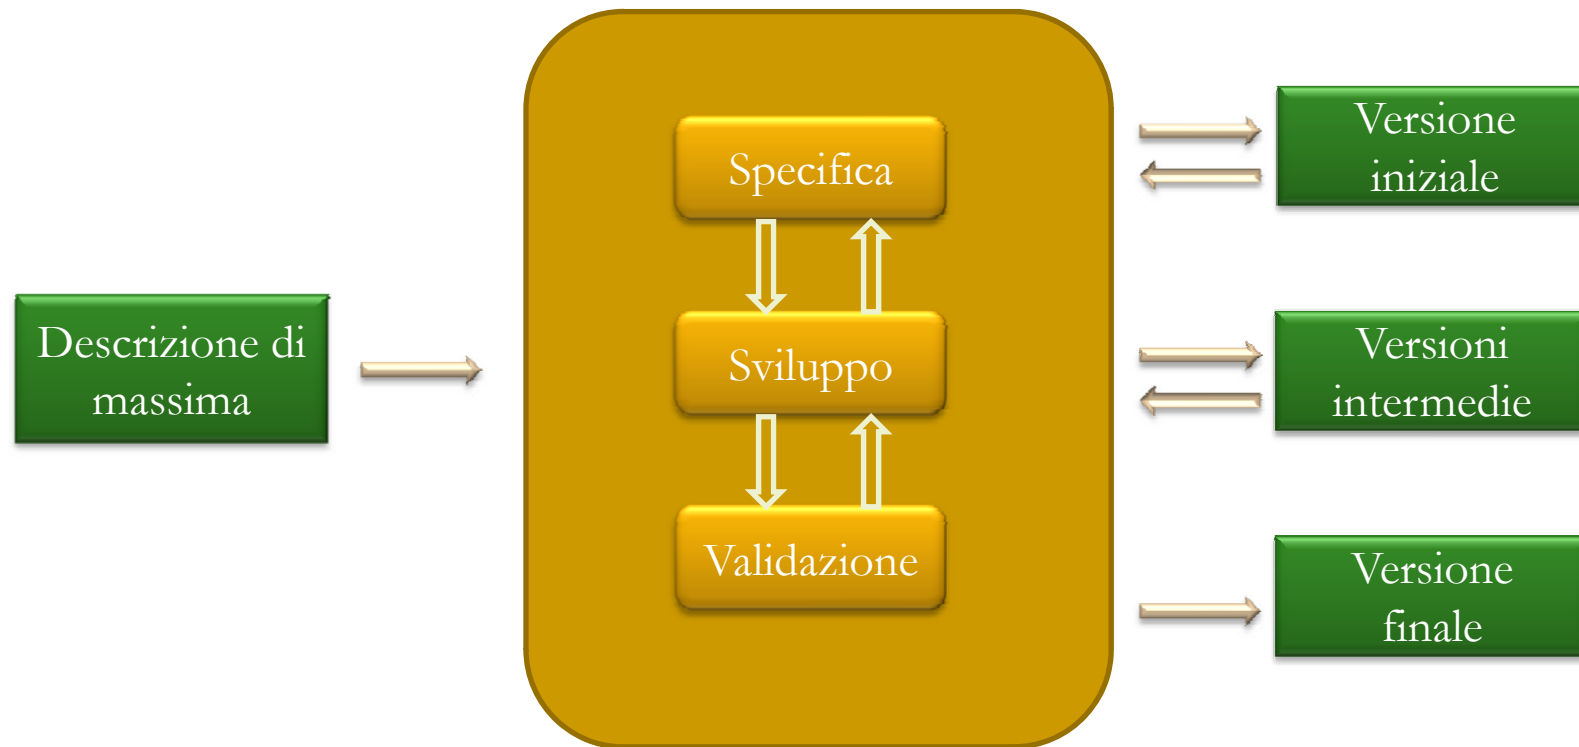 Descrizione di
massima
Specifica
Sviluppo
Validazione
Versione
iniziale
Versioni
intermedie
Versione
finale